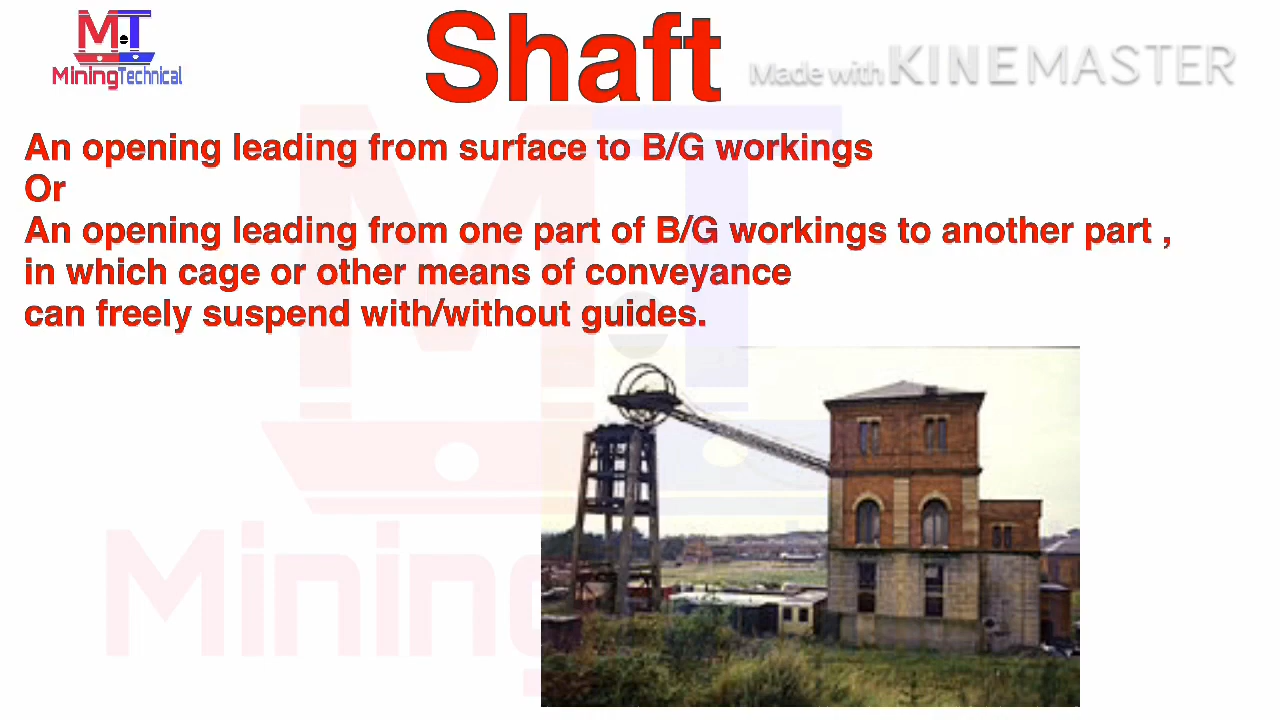 Shaft
MT
MiningTechnical
Made with KINEMASTER
An opening leading from surface to B/G workings
Or
An opening leading from one part of B/G workings to another part ,
in which cage or other means of conveyance
can freely suspend with/without guides.
MT
Mining